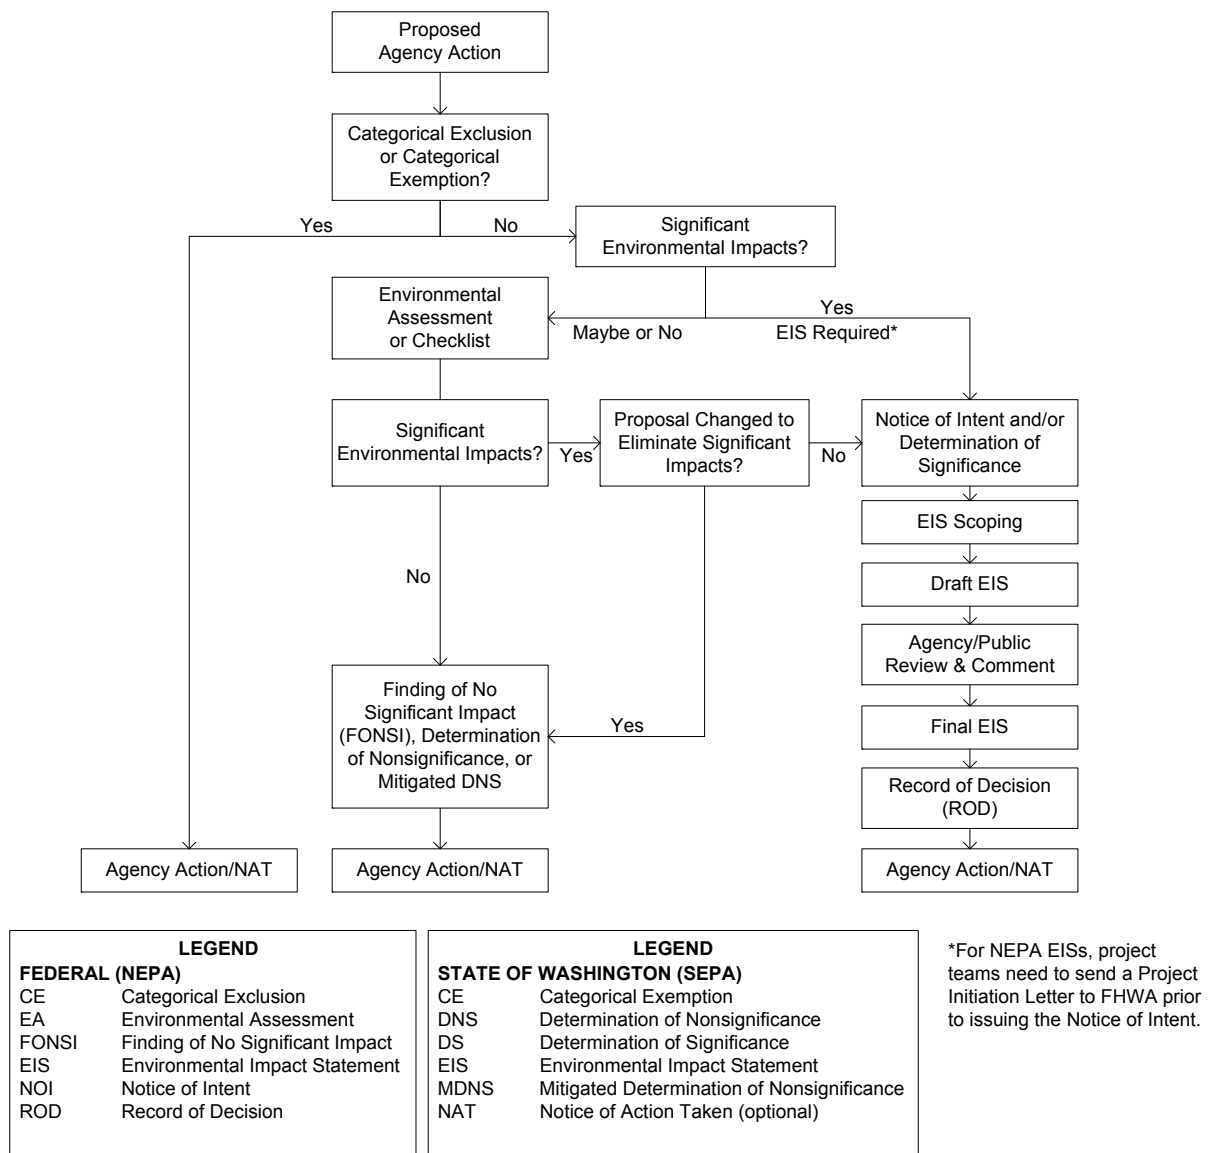 Proposed
Agency Action
Categorical Exclusion
or Categorical
Exemption?
Yes
No
Significant
Environmental Impacts?
Environmental
Assessment
or Checklist
Maybe or No
Yes
EIS Required*
Significant
Environmental Impacts?
Yes
Proposal Changed to
Eliminate Significant
Impacts?
No
Notice of Intent and/or
Determination of
Significance
EIS Scoping
Draft EIS
Agency/Public
Review & Comment
Final EIS
Record of Decision
(ROD)
No
Finding of No
Significant Impact
(FONSI), Determination
of Nonsignificance, or
Mitigated DNS
Yes
Agency Action/NAT
Agency Action/NAT
Agency Action/NAT
LEGEND
FEDERAL (NEPA)
CE Categorical Exclusion
EA Environmental Assessment
FONSI Finding of No Significant Impact
EIS Environmental Impact Statement
NOI Notice of Intent
ROD Record of Decision
LEGEND
STATE OF WASHINGTON (SEPA)
CE Categorical Exemption
DNS Determination of Nonsignificance
DS Determination of Significance
EIS Environmental Impact Statement
MDNS Mitigated Determination of Nonsignificance
NAT Notice of Action Taken (optional)
*For NEPA EISs, project
teams need to send a Project
Initiation Letter to FHWA prior
to issuing the Notice of Intent.